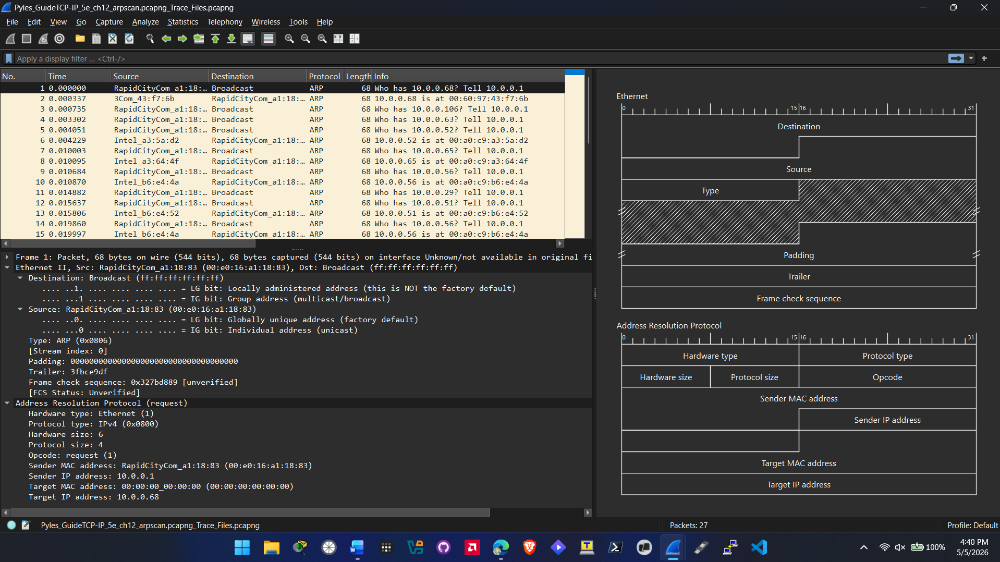 Pyles_GuideTCP-IP_5e_ch12_arpscan.pcapng_Trace_Files.pcapng
File Edit View Go Capture Analyze Statistics Telephony Wireless Tools Help
Apply a display filter ... <Ctrl-/>
No. Time Source Destination Protocol Length Info
1 0.000000 RapidCityCom_a1:18:… Broadcast ARP 68 Who has 10.0.0.68? Tell 10.0.0.1
2 0.000337 3Com_43:f7:6b RapidCityCom_a1:18:… ARP 68 10.0.0.68 is at 00:60:97:43:f7:6b
3 0.000735 RapidCityCom_a1:18:… Broadcast ARP 68 Who has 10.0.0.106? Tell 10.0.0.1
4 0.003302 RapidCityCom_a1:18:… Broadcast ARP 68 Who has 10.0.0.63? Tell 10.0.0.1
5 0.004051 RapidCityCom_a1:18:… Broadcast ARP 68 Who has 10.0.0.52? Tell 10.0.0.1
6 0.004229 Intel_a3:5a:d2 RapidCityCom_a1:18:… ARP 68 10.0.0.52 is at 00:a0:c9:a3:5a:d2
7 0.010003 RapidCityCom_a1:18:… Broadcast ARP 68 Who has 10.0.0.65? Tell 10.0.0.1
8 0.010095 Intel_a3:64:4f RapidCityCom_a1:18:… ARP 68 10.0.0.65 is at 00:a0:c9:a3:64:4f
9 0.010684 RapidCityCom_a1:18:… Broadcast ARP 68 Who has 10.0.0.56? Tell 10.0.0.1
10 0.010870 Intel_b6:e4:4a RapidCityCom_a1:18:… ARP 68 10.0.0.56 is at 00:a0:c9:b6:e4:4a
11 0.014882 RapidCityCom_a1:18:… Broadcast ARP 68 Who has 10.0.0.29? Tell 10.0.0.1
12 0.015637 RapidCityCom_a1:18:… Broadcast ARP 68 Who has 10.0.0.51? Tell 10.0.0.1
13 0.015806 Intel_b6:e4:52 RapidCityCom_a1:18:… ARP 68 10.0.0.51 is at 00:a0:c9:b6:e4:52
14 0.019860 RapidCityCom_a1:18:… Broadcast ARP 68 Who has 10.0.0.56? Tell 10.0.0.1
15 0.019997 Intel_b6:e4:4a RapidCityCom_a1:18:… ARP 68 10.0.0.56 is at 00:a0:c9:b6:e4:4a
Frame 1: Packet, 68 bytes on wire (544 bits), 68 bytes captured (544 bits) on interface Unknown/not available in original fi
Ethernet II, Src: RapidCityCom_a1:18:83 (00:e0:16:a1:18:83), Dst: Broadcast (ff:ff:ff:ff:ff:ff)
Destination: Broadcast (ff:ff:ff:ff:ff:ff)
.... ..1. .... .... .... .... = LG bit: Locally administered address (this is NOT the factory default)
.... ...1 .... .... .... .... = IG bit: Group address (multicast/broadcast)
Source: RapidCityCom_a1:18:83 (00:e0:16:a1:18:83)
.... ..0. .... .... .... .... = LG bit: Globally unique address (factory default)
.... ...0 .... .... .... .... = IG bit: Individual address (unicast)
Type: ARP (0x0806)
[Stream index: 0]
Padding: 000000000000000000000000000000000000
Trailer: 3fbce9df
Frame check sequence: 0x327bd889 [unverified]
[FCS Status: Unverified]
Address Resolution Protocol (request)
Hardware type: Ethernet (1)
Protocol type: IPv4 (0x0800)
Hardware size: 6
Protocol size: 4
Opcode: request (1)
Sender MAC address: RapidCityCom_a1:18:83 (00:e0:16:a1:18:83)
Sender IP address: 10.0.0.1
Target MAC address: 00:00:00_00:00:00 (00:00:00:00:00:00)
Target IP address: 10.0.0.68
Ethernet
0 15 16 31
Destination
Source
Type
Padding
Trailer
Frame check sequence
Address Resolution Protocol
0 15 16 31
Hardware type Protocol type
Hardware size Protocol size Opcode
Sender MAC address
Sender IP address
Target MAC address
Target IP address
Pyles_GuideTCP-IP_5e_ch12_arpscan.pcapng_Trace_Files.pcapng Packets: 27 Profile: Default
100% 4:40 PM
5/5/2026